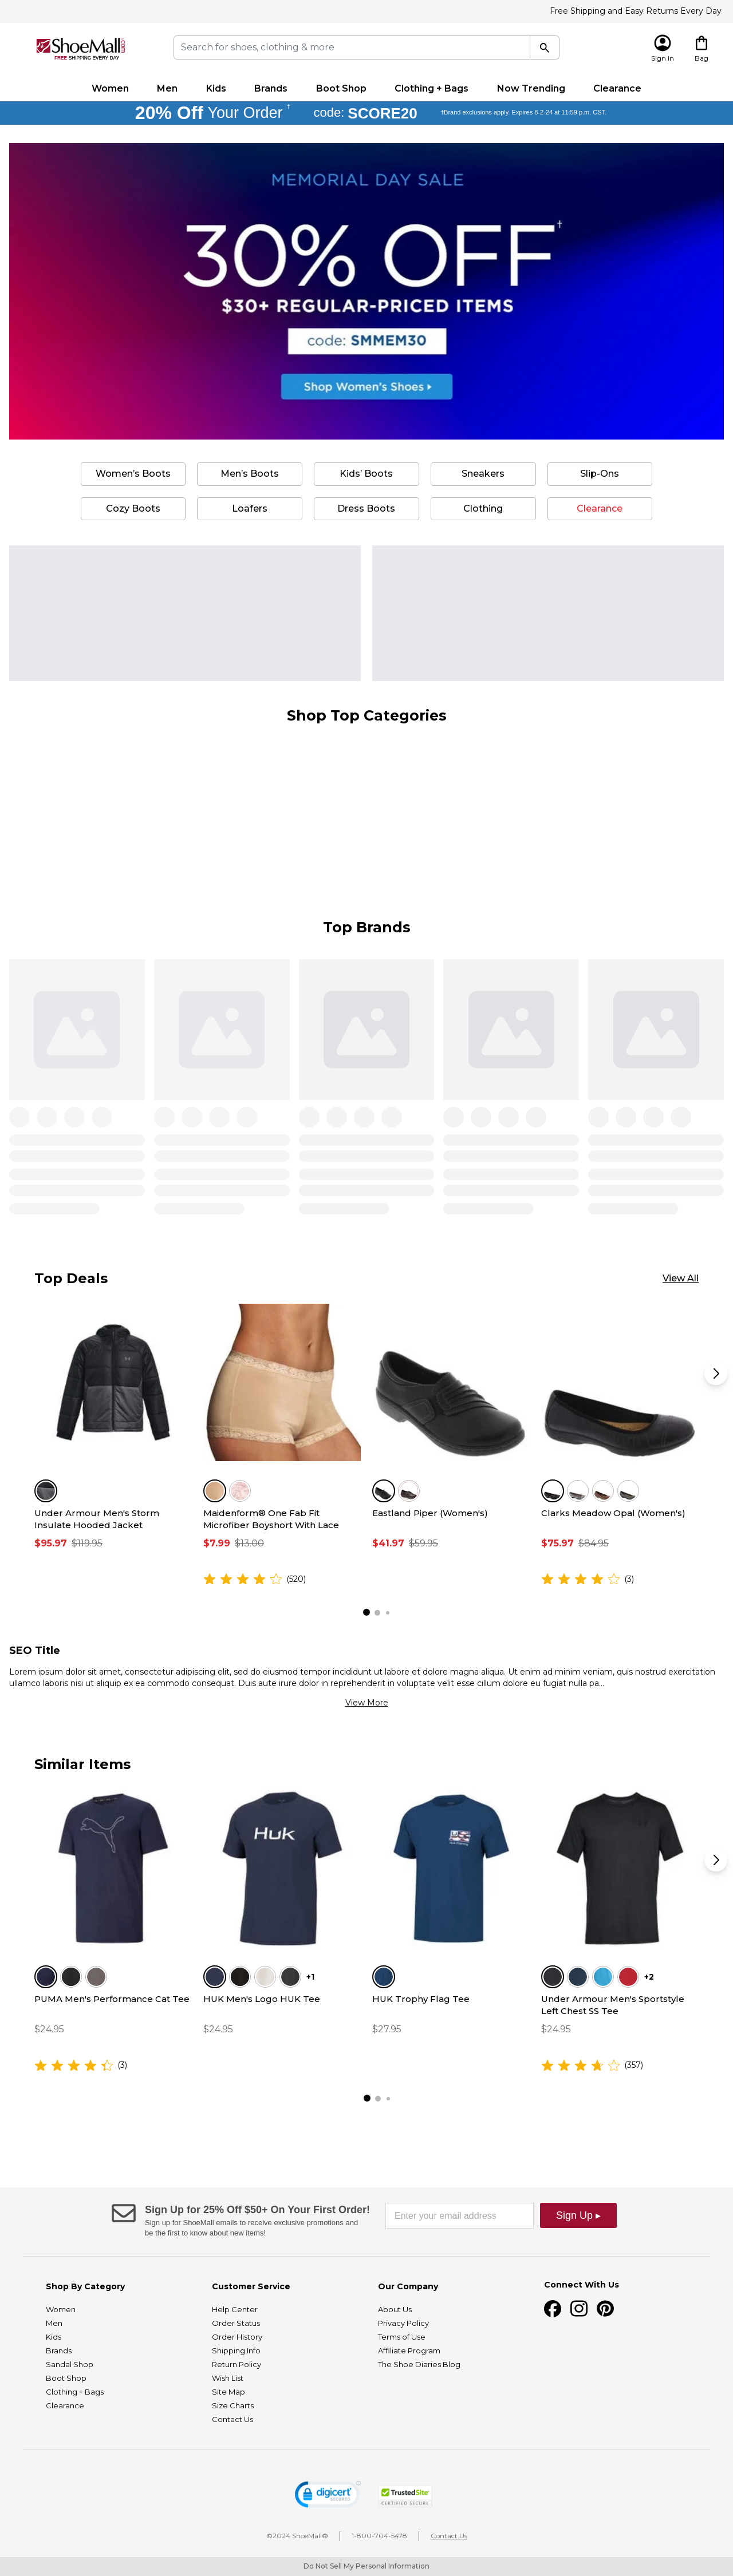 Free Shipping and Easy Returns Every Day
ShoeMall
FREE SHIPPING EVERY DAY
Search for shoes, clothing & more
Sign In
Bag
Women Men Kids Brands Boot Shop Clothing + Bags Now Trending Clearance
20% Off Your Order † code: SCORE20 †Brand exclusions apply. Expires 8-2-24 at 11:59 p.m. CST.
MEMORIAL DAY SALE
30% OFF†
$30+ REGULAR-PRICED ITEMS
code: SMMEM30
Shop Women's Shoes ▸
Women's Boots Men's Boots Kids' Boots Sneakers Slip-Ons
Cozy Boots Loafers Dress Boots Clothing Clearance
Shop Top Categories
Top Brands
Top Deals
View All
Under Armour Men's Storm
Insulate Hooded Jacket
$95.97 $119.95
Maidenform® One Fab Fit
Microfiber Boyshort With Lace
$7.99 $13.00
(520)
Eastland Piper (Women's)
$41.97 $59.95
Clarks Meadow Opal (Women's)
$75.97 $84.95
(3)
SEO Title
Lorem ipsum dolor sit amet, consectetur adipiscing elit, sed do eiusmod tempor incididunt ut labore et dolore magna aliqua. Ut enim ad minim veniam, quis nostrud exercitation
ullamco laboris nisi ut aliquip ex ea commodo consequat. Duis aute irure dolor in reprehenderit in voluptate velit esse cillum dolore eu fugiat nulla pa...
View More
Similar Items
Huk
PUMA Men's Performance Cat Tee
$24.95
(3)
+1
HUK Men's Logo HUK Tee
$24.95
HUK Trophy Flag Tee
$27.95
+2
Under Armour Men's Sportstyle
Left Chest SS Tee
$24.95
(357)
Sign Up for 25% Off $50+ On Your First Order!
Sign up for ShoeMall emails to receive exclusive promotions and
be the first to know about new items!
Enter your email address
Sign Up ▸
Shop By Category
Women
Men
Kids
Brands
Sandal Shop
Boot Shop
Clothing + Bags
Clearance
Customer Service
Help Center
Order Status
Order History
Shipping Info
Return Policy
Wish List
Site Map
Size Charts
Contact Us
Our Company
About Us
Privacy Policy
Terms of Use
Affiliate Program
The Shoe Diaries Blog
Connect With Us
digicert
SECURED
TrustedSite
CERTIFIED SECURE
©2024 ShoeMall®
1-800-704-5478
Contact Us
Do Not Sell My Personal Information